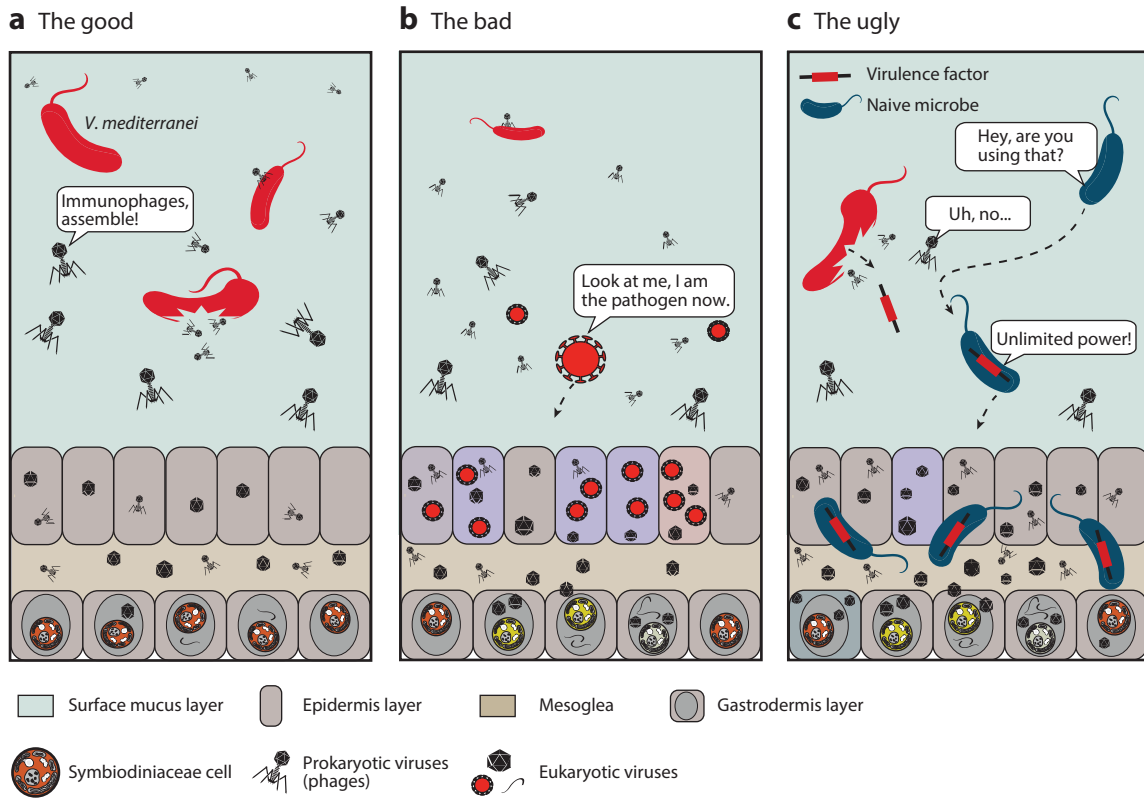 a The good
V. mediterranei
Immunophages,
assemble!
b The bad
Look at me, I am
the pathogen now.
c The ugly
Virulence factor
Naive microbe
Hey, are you
using that?
Uh, no...
Unlimited power!
Surface mucus layer
Epidermis layer
Mesoglea
Gastrodermis layer
Symbiodiniaceae cell
Prokaryotic viruses
(phages)
Eukaryotic viruses